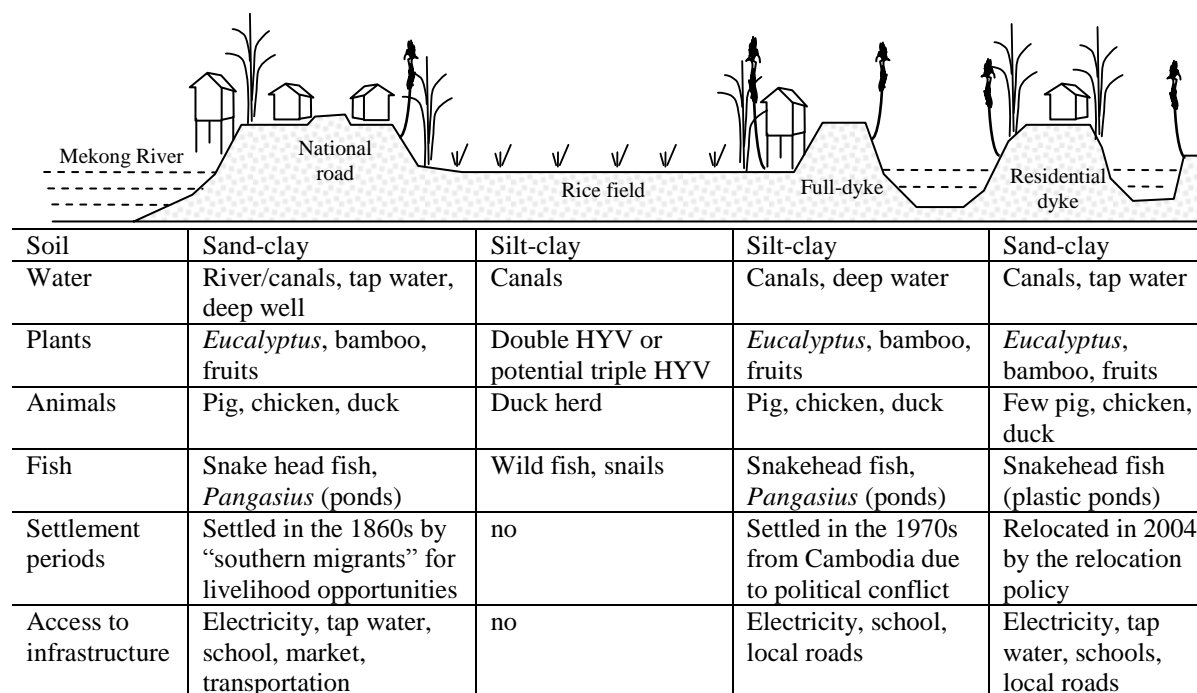 Mekong River
National
road
Rice field
Full-dyke
Residential
dyke
Soil Sand-clay Silt-clay Silt-clay Sand-clay
Water River/canals, tap water, Canals Canals, deep water Canals, tap water
deep well
Plants Eucalyptus, bamboo, Double HYV or Eucalyptus, bamboo, Eucalyptus,
fruits potential triple HYV fruits bamboo, fruits
Animals Pig, chicken, duck Duck herd Pig, chicken, duck Few pig, chicken,
duck
Fish Snake head fish, Wild fish, snails Snakehead fish, Snakehead fish
Pangasius (ponds) Pangasius (ponds) (plastic ponds)
Settlement Settled in the 1860s by no Settled in the 1970s Relocated in 2004
periods “southern migrants” for from Cambodia due by the relocation
livelihood opportunities to political conflict policy
Access to Electricity, tap water, no Electricity, school, Electricity, tap
infrastructure school, market, local roads water, schools,
transportation local roads